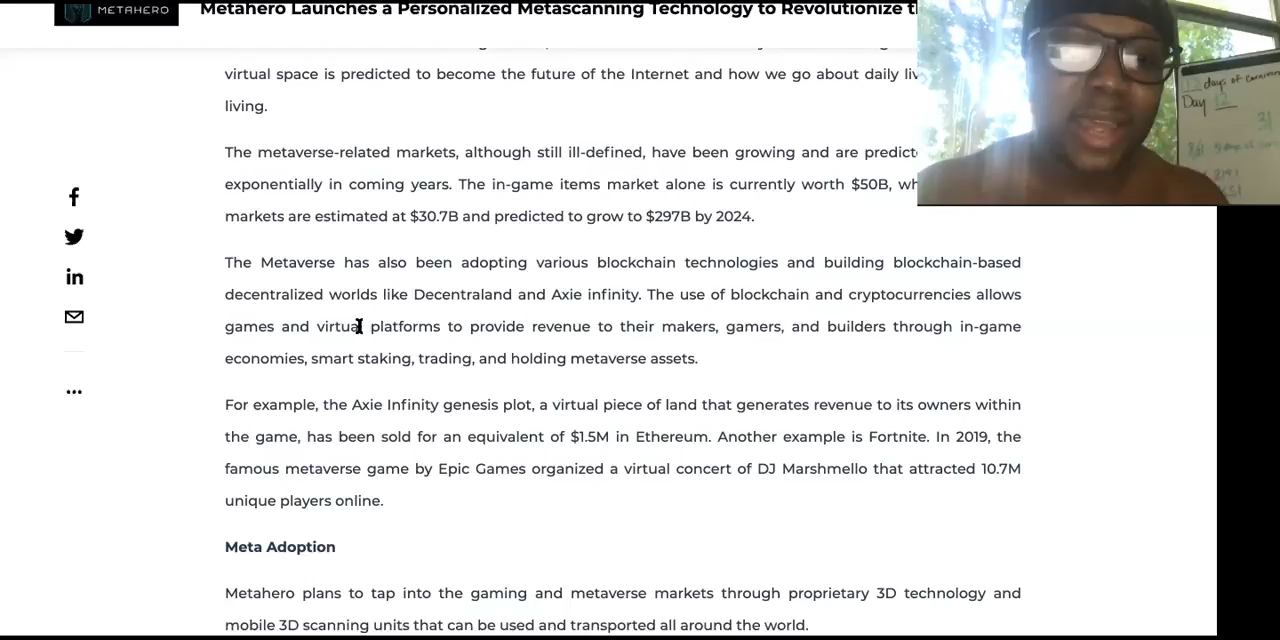 METAHERO
Metahero Launches a Personalized Metascanning Technology to Revolutionize t
virtual space is predicted to become the future of the Internet and how we go about daily liv
living.
The metaverse-related markets, although still ill-defined, have been growing and are predict
exponentially in coming years. The in-game items market alone is currently worth $50B, wh
markets are estimated at $30.7B and predicted to grow to $297B by 2024.
The Metaverse has also been adopting various blockchain technologies and building blockchain-based
decentralized worlds like Decentraland and Axie infinity. The use of blockchain and cryptocurrencies allows
games and virtual platforms to provide revenue to their makers, gamers, and builders through in-game
economies, smart staking, trading, and holding metaverse assets.
For example, the Axie Infinity genesis plot, a virtual piece of land that generates revenue to its owners within
the game, has been sold for an equivalent of $1.5M in Ethereum. Another example is Fortnite. In 2019, the
famous metaverse game by Epic Games organized a virtual concert of DJ Marshmello that attracted 10.7M
unique players online.
Meta Adoption
Metahero plans to tap into the gaming and metaverse markets through proprietary 3D technology and
mobile 3D scanning units that can be used and transported all around the world.
days of
Day 12
31